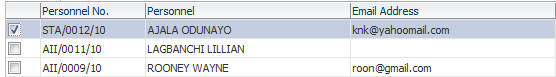 Personnel No. Personnel Email Address
STA/0012/10 AJALA ODUNAYO knk@yahoomail.com
AII/0011/10 LAGBANCHI LILLIAN
AII/0009/10 ROONEY WAYNE roon@gmail.com